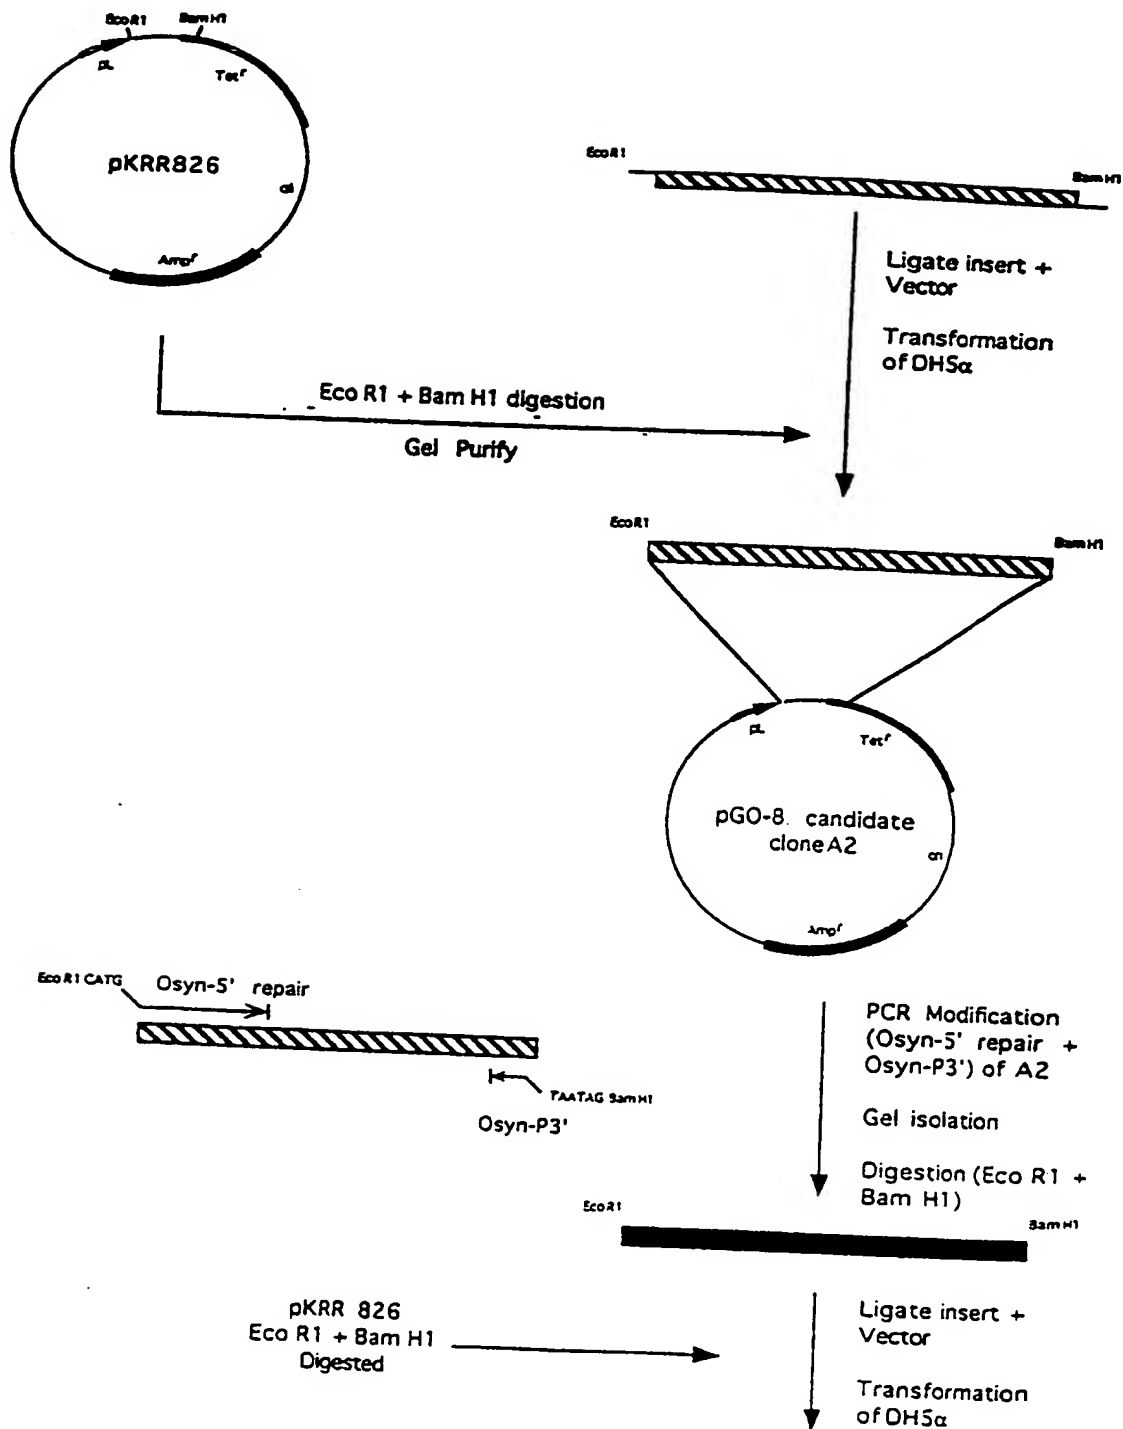 EcoR1
BamH1
pL
Tet^r
pKRR826
ori
Amp^r
EcoR1
BamH1
Ligate insert +
Vector
Transformation
of DH5α
Eco R1 + Bam H1 digestion
Gel Purify
EcoR1
BamH1
pL
Tet^r
pGO-8. candidate
clone A2
ori
Amp^r
EcoR1 CATG
Osyn-5' repair
TAATAG BamH1
Osyn-P3'
PCR Modification
(Osyn-5' repair +
Osyn-P3') of A2
Gel isolation
Digestion (Eco R1 +
Bam H1)
EcoR1
BamH1
pKRR 826
Eco R1 + Bam H1
Digested
Ligate insert +
Vector
Transformation
of DH5α